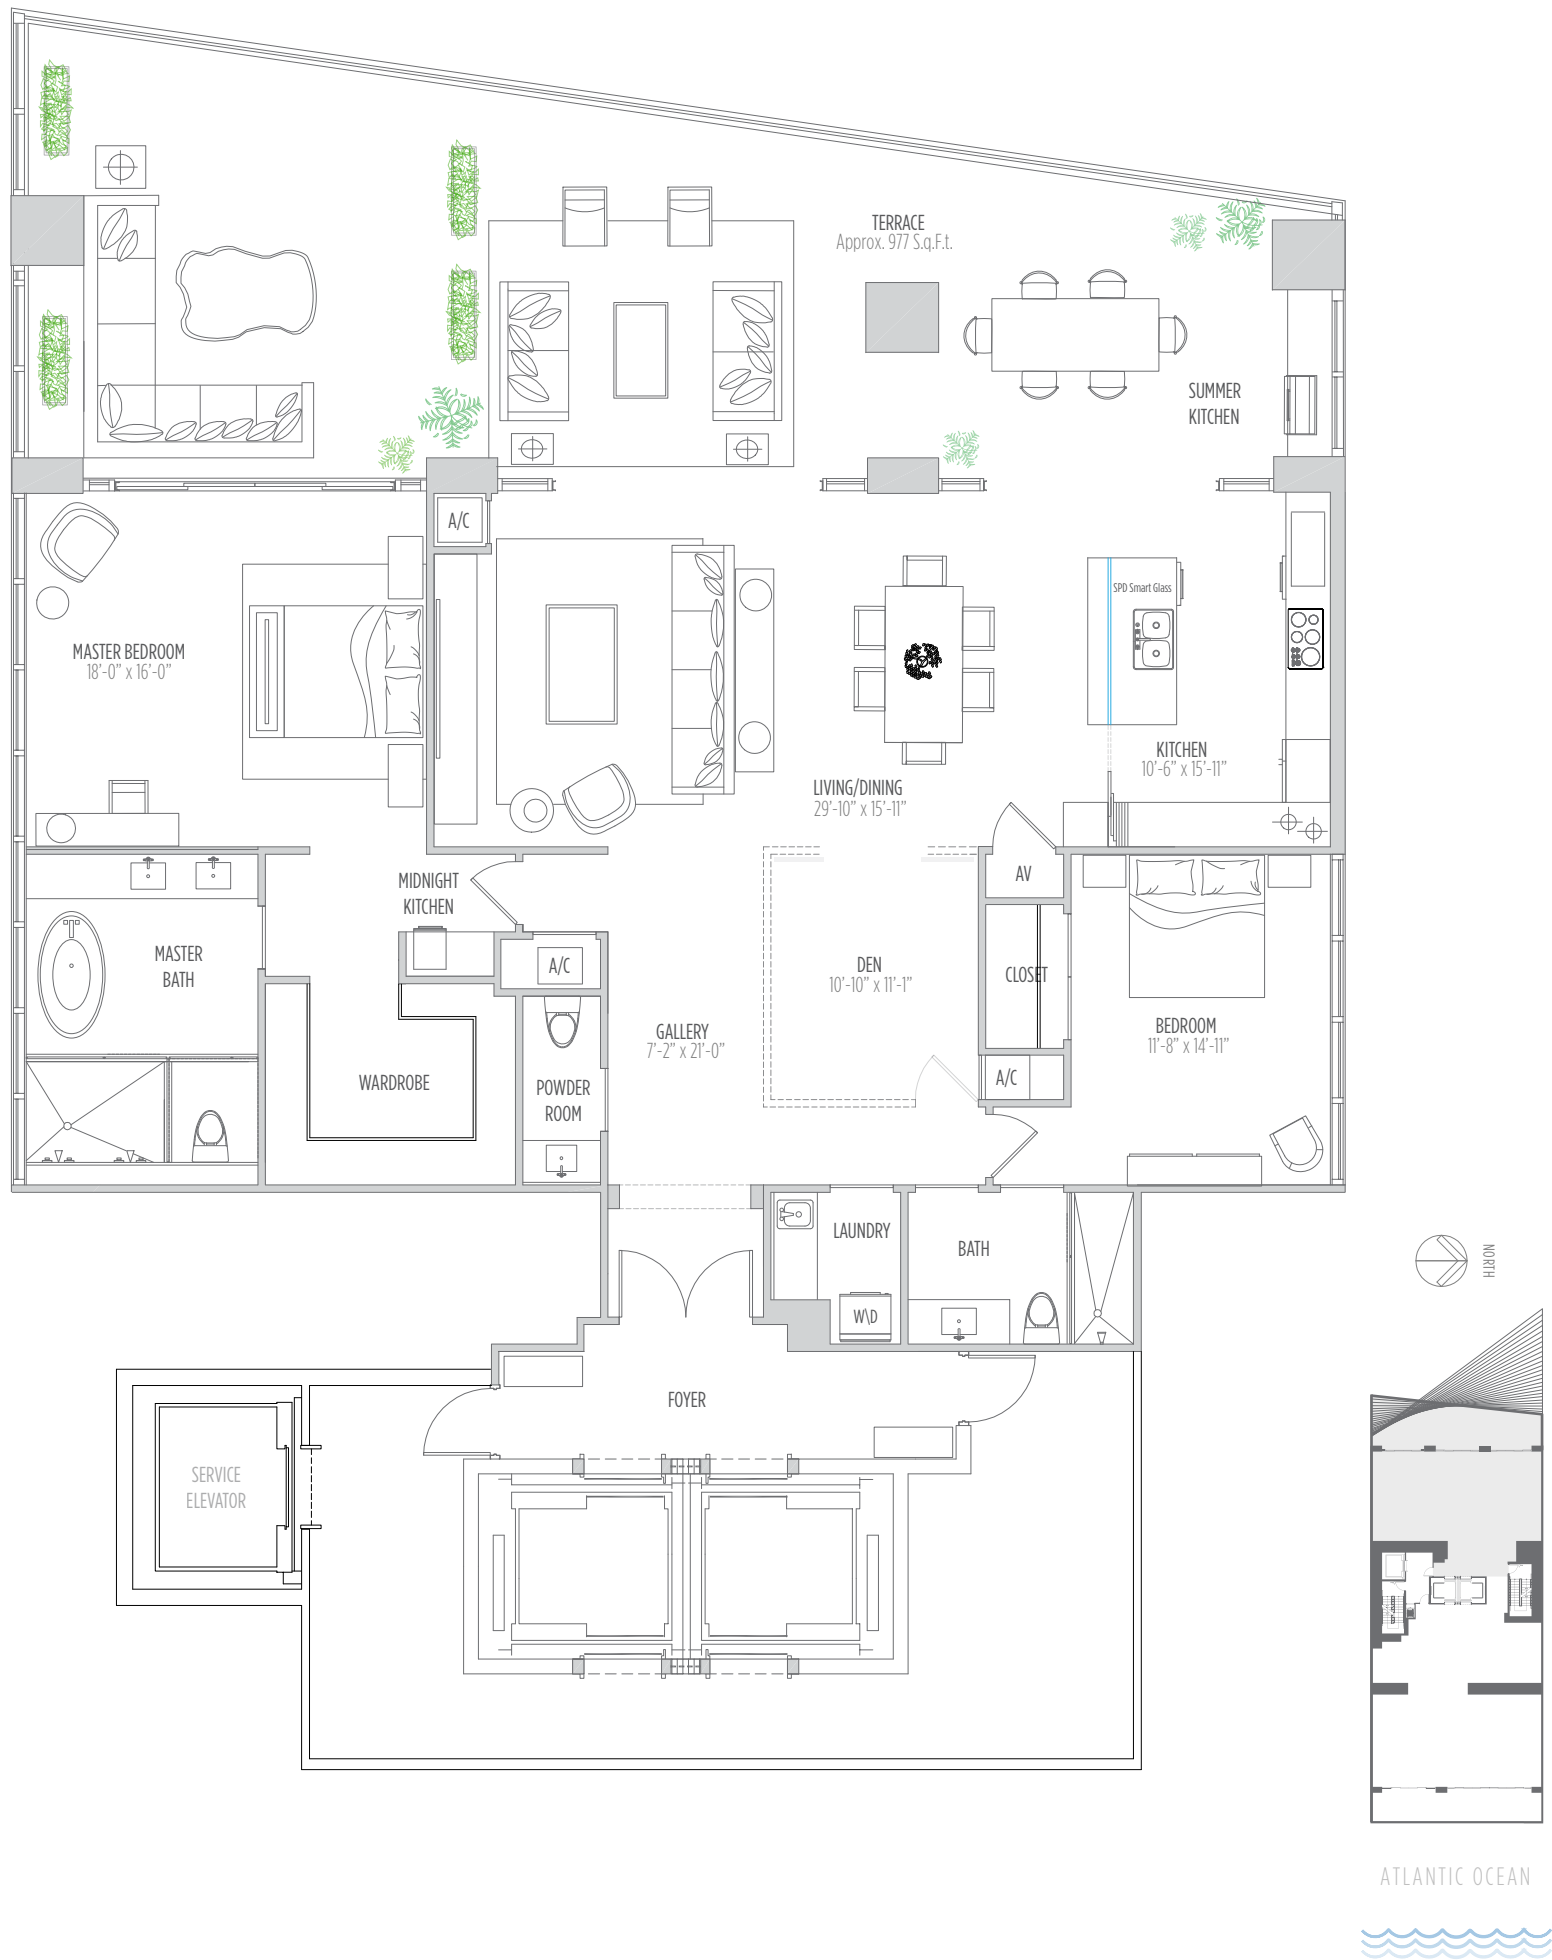 TERRACE
Approx. 977 S.q.F.t.
SUMMER
KITCHEN
A/C
SPD Smart Glass
MASTER BEDROOM
18'-0” x 16'-0”
KITCHEN
10'-6” x 15'-11”
LIVING/DINING
29'-10” x 15'-11”
MIDNIGHT
KITCHEN
AV
MASTER
BATH
A/C
DEN
10'-10” x 11'-1”
CLOSET
GALLERY
7'-2” x 21'-0”
BEDROOM
11'-8” x 14'-11”
WARDROBE
POWDER
ROOM
A/C
LAUNDRY
BATH
NORTH
W\D
FOYER
SERVICE
ELEVATOR
ATLANTIC OCEAN